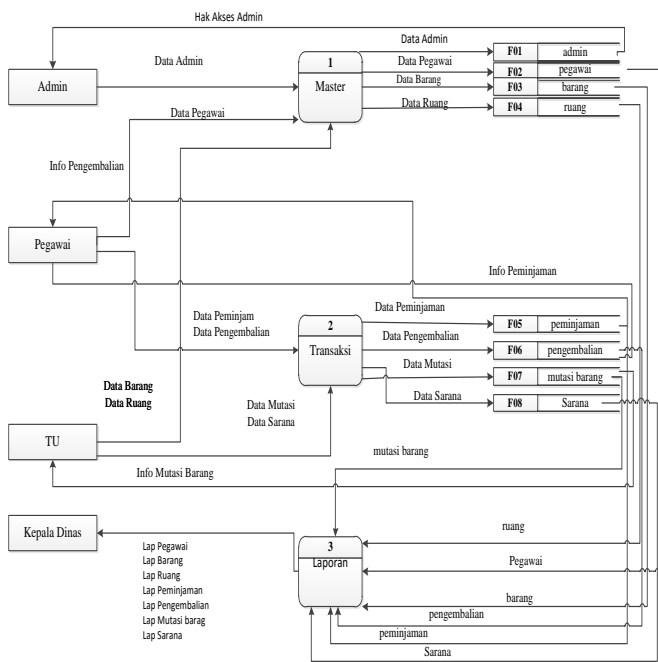 Hak Akses Admin
Data Admin
F01 admin
Data Pegawai
F02 pegawai
Data Barang
F03 barang
Data Ruang
F04 ruang
1
Master
Admin
Data Admin
Data Pegawai
Info Pengembalian
Pegawai
Info Peminjaman
Data Peminjam
Data Pengembalian
2
Transaksi
Data Peminjaman
F05 peminjaman
Data Pengembalian
F06 pengembalian
Data Mutasi
F07 mutasi barang
Data Sarana
F08 Sarana
Data Barang
Data Ruang
Data Mutasi
Data Sarana
TU
Info Mutasi Barang
mutasi barang
Kepala Dinas
Lap Pegawai
Lap Barang
Lap Ruang
Lap Peminjaman
Lap Pengembalian
Lap Mutasi barag
Lap Sarana
3
Laporan
ruang
Pegawai
barang
pengembalian
peminjaman
Sarana